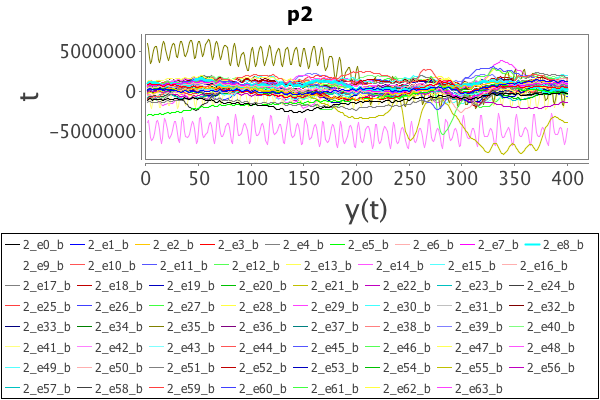 p2
5000000
0
−5000000
t
0 50 100 150 200 250 300 350 400
y(t)
2_e0_b 2_e1_b 2_e2_b 2_e3_b 2_e4_b 2_e5_b 2_e6_b 2_e7_b 2_e8_b
2_e9_b 2_e10_b 2_e11_b 2_e12_b 2_e13_b 2_e14_b 2_e15_b 2_e16_b
2_e17_b 2_e18_b 2_e19_b 2_e20_b 2_e21_b 2_e22_b 2_e23_b 2_e24_b
2_e25_b 2_e26_b 2_e27_b 2_e28_b 2_e29_b 2_e30_b 2_e31_b 2_e32_b
2_e33_b 2_e34_b 2_e35_b 2_e36_b 2_e37_b 2_e38_b 2_e39_b 2_e40_b
2_e41_b 2_e42_b 2_e43_b 2_e44_b 2_e45_b 2_e46_b 2_e47_b 2_e48_b
2_e49_b 2_e50_b 2_e51_b 2_e52_b 2_e53_b 2_e54_b 2_e55_b 2_e56_b
2_e57_b 2_e58_b 2_e59_b 2_e60_b 2_e61_b 2_e62_b 2_e63_b